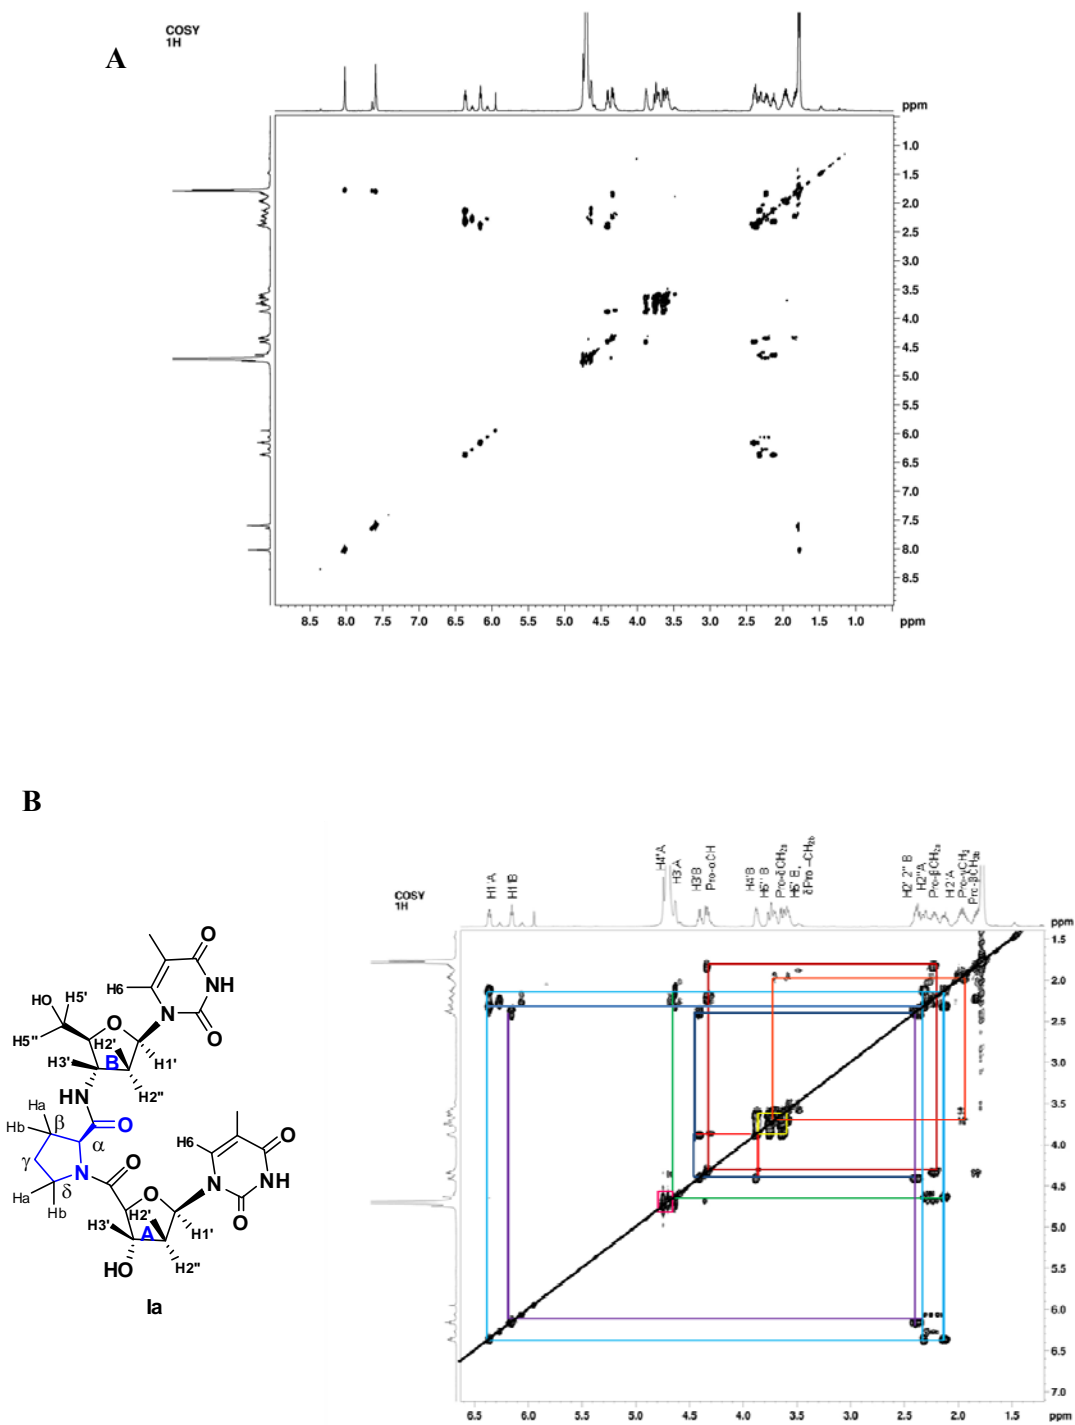 A
COSY
1H
ppm
1.0
1.5
2.0
2.5
3.0
3.5
4.0
4.5
5.0
5.5
6.0
6.5
7.0
7.5
8.0
8.5
8.5 8.0 7.5 7.0 6.5 6.0 5.5 5.0 4.5 4.0 3.5 3.0 2.5 2.0 1.5 1.0 ppm
B
O
H6
NH
HO
H5'
N
O
O
H5''
H2'
H3'
B
H1'
H2''
HN
Ha
Hb
β
O
α
γ
N
O
δ
Ha
Hb
H6
O
NH
O
N
O
H2'
H3'
A
H1'
HO
H2''
Ia
COSY
1H
H1'A
H1'B
H4'A
H3'A
H3'B
Pro-αCH
H4'B
H5'' B
Pro-δCH2a
H5' B,
δPro -CH2b
H2' 2'' B
H2''A
Pro-βCH2a
H2'A
Pro-γCH2
Pro-βCH2b
ppm
1.5
2.0
2.5
3.0
3.5
4.0
4.5
5.0
5.5
6.0
6.5
7.0
6.5 6.0 5.5 5.0 4.5 4.0 3.5 3.0 2.5 2.0 1.5 ppm